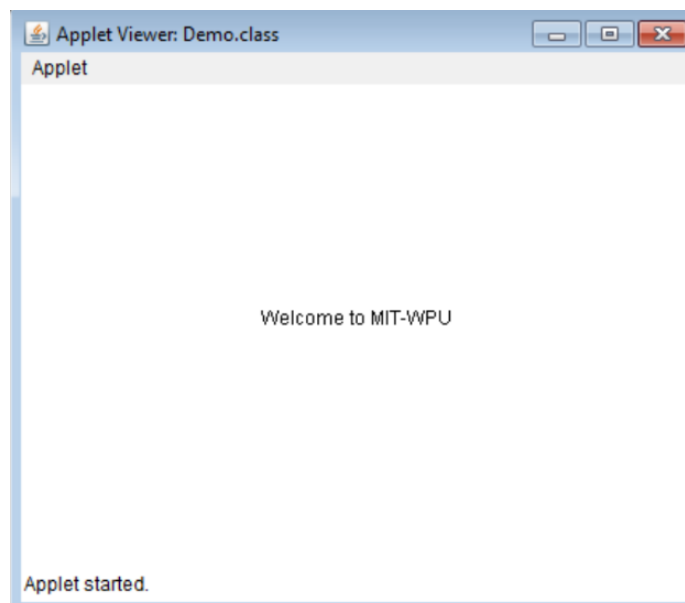 Applet Viewer: Demo.class
Applet
Welcome to MIT-WPU
Applet started.